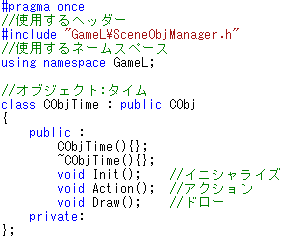 #pragma once
//使用するヘッダー
#include "GameL¥SceneObjManager.h"
//使用するネームスペース
using namespace GameL;

//オブジェクト:タイム
class CObjTime : public CObj
{
    public :
        CObjTime(){};
        ~CObjTime(){};
        void Init();    //イニシャライズ
        void Action();  //アクション
        void Draw();    //ドロー
    private:
};